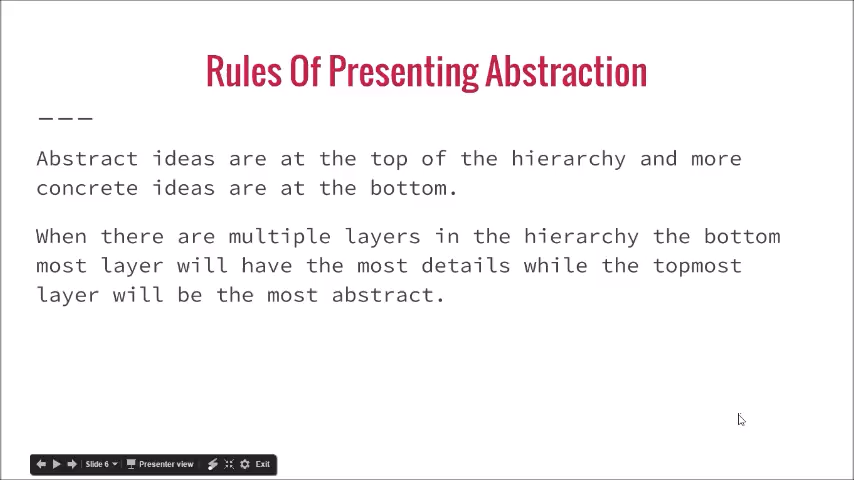 Rules Of Presenting Abstraction
Abstract ideas are at the top of the hierarchy and more
concrete ideas are at the bottom.
When there are multiple layers in the hierarchy the bottom
most layer will have the most details while the topmost
layer will be the most abstract.
Slide 6 Presenter view Exit